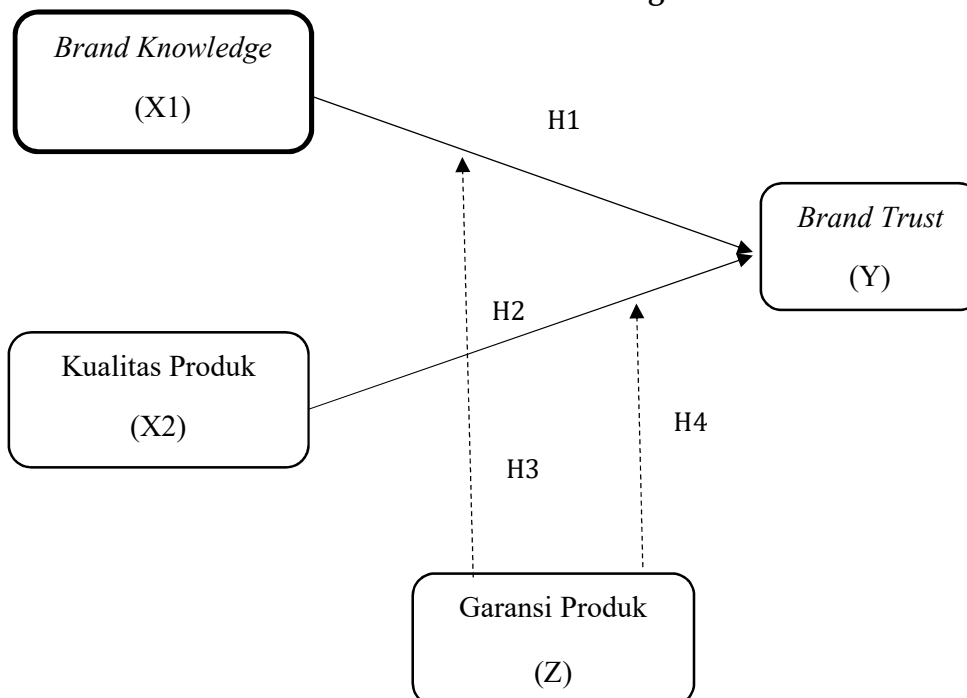 Brand Knowledge
(X1)
H1
Brand Trust
(Y)
H2
Kualitas Produk
(X2)
H4
H3
Garansi Produk
(Z)